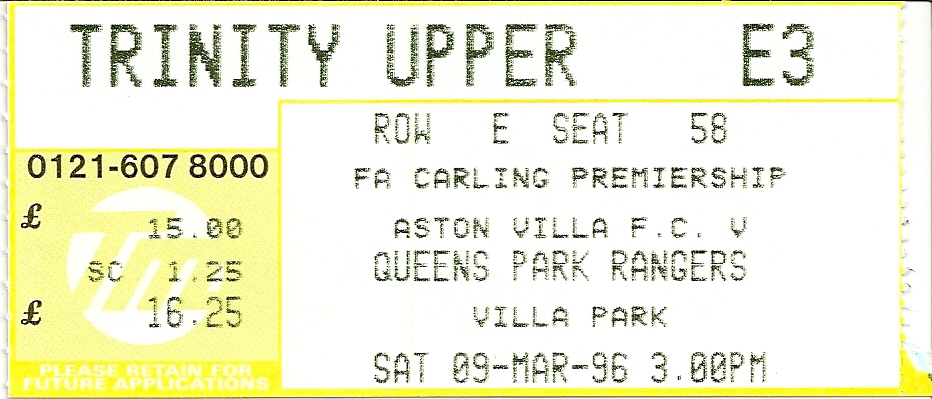 TRINITY UPPER E3
ROW E SEAT 58
0121-607 8000
FA CARLING PREMIERSHIP
£ 15.00
ASTON VILLA F.C. V
SC 1.25
QUEENS PARK RANGERS
£ 16.25
VILLA PARK
PLEASE RETAIN FOR
FUTURE APPLICATIONS
SAT 09-MAR-96 3.00PM